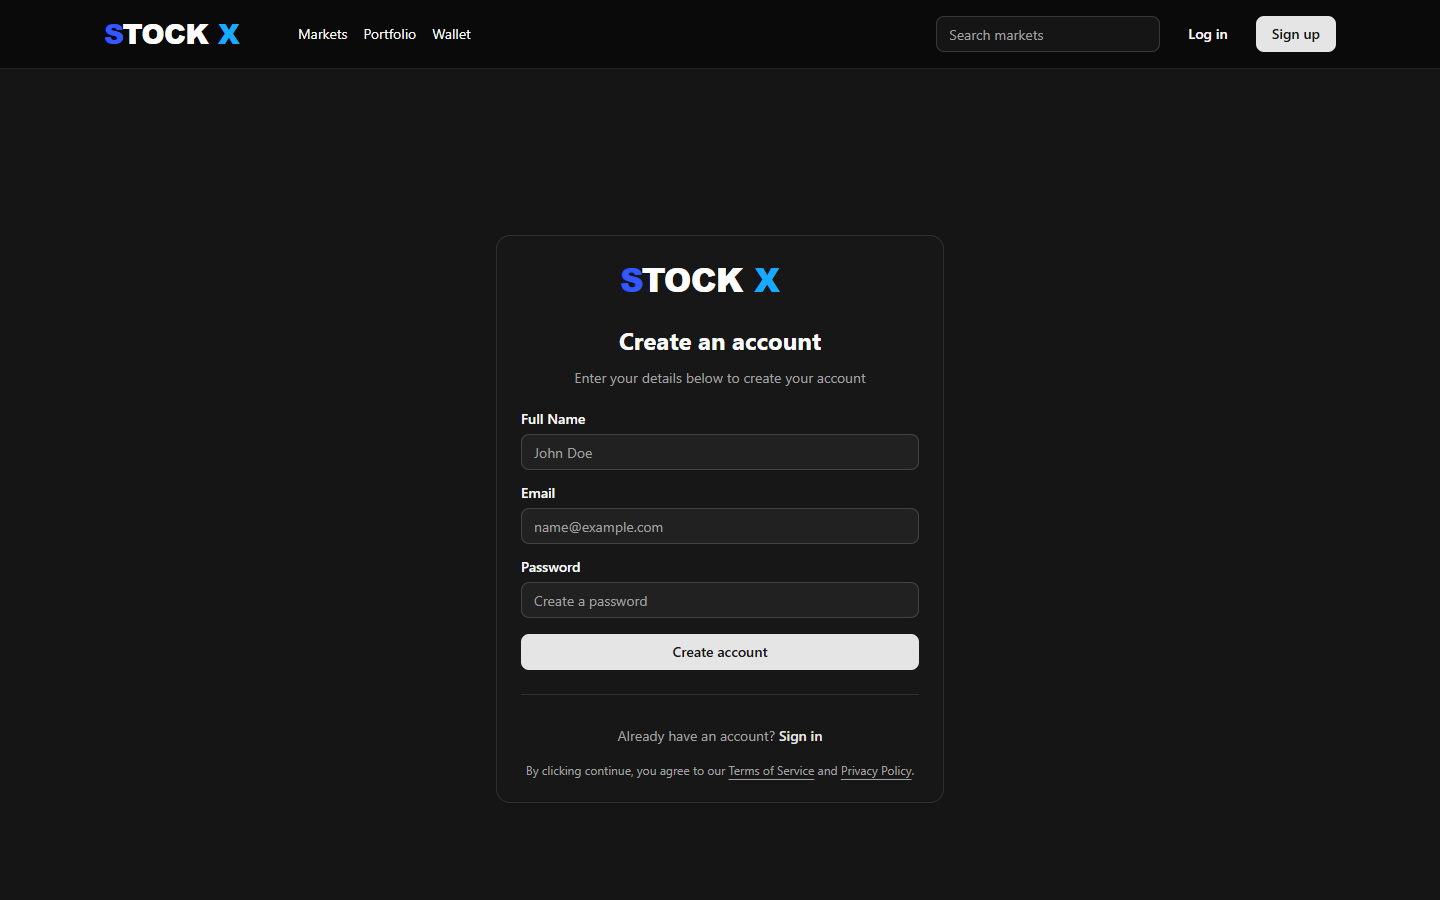 STOCK X
Markets
Portfolio
Wallet
Search markets
Log in
Sign up
STOCK X
Create an account
Enter your details below to create your account
Full Name
John Doe
Email
name@example.com
Password
Create a password
Create account
Already have an account? Sign in
By clicking continue, you agree to our Terms of Service and Privacy Policy.